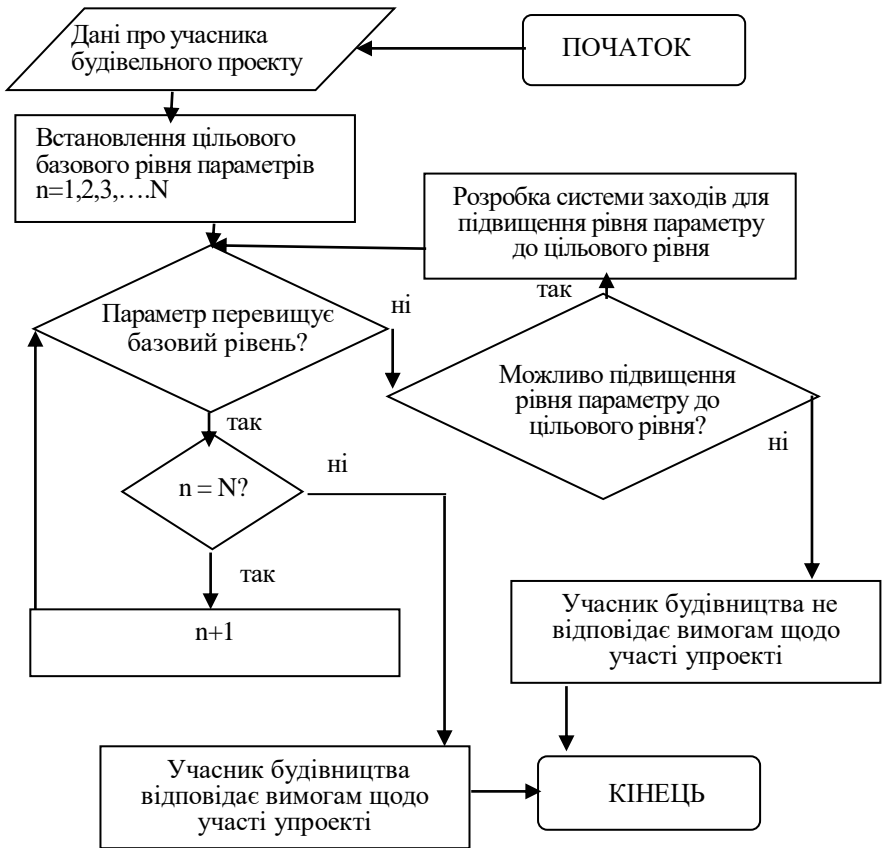 Дані про учасника
будівельного проекту
ПОЧАТОК
Встановлення цільового
базового рівня параметрів
n=1,2,3,….N
Розробка системи заходів для
підвищення рівня параметру
до цільового рівня
так
ні
Параметр перевищує
базовий рівень?
Можливо підвищення
рівня параметру до
цільового рівня?
ні
так
ні
n = N?
так
n+1
Учасник будівництва не
відповідає вимогам щодо
участі упроекті
Учасник будівництва
відповідає вимогам щодо
участі упроекті
КІНЕЦЬ